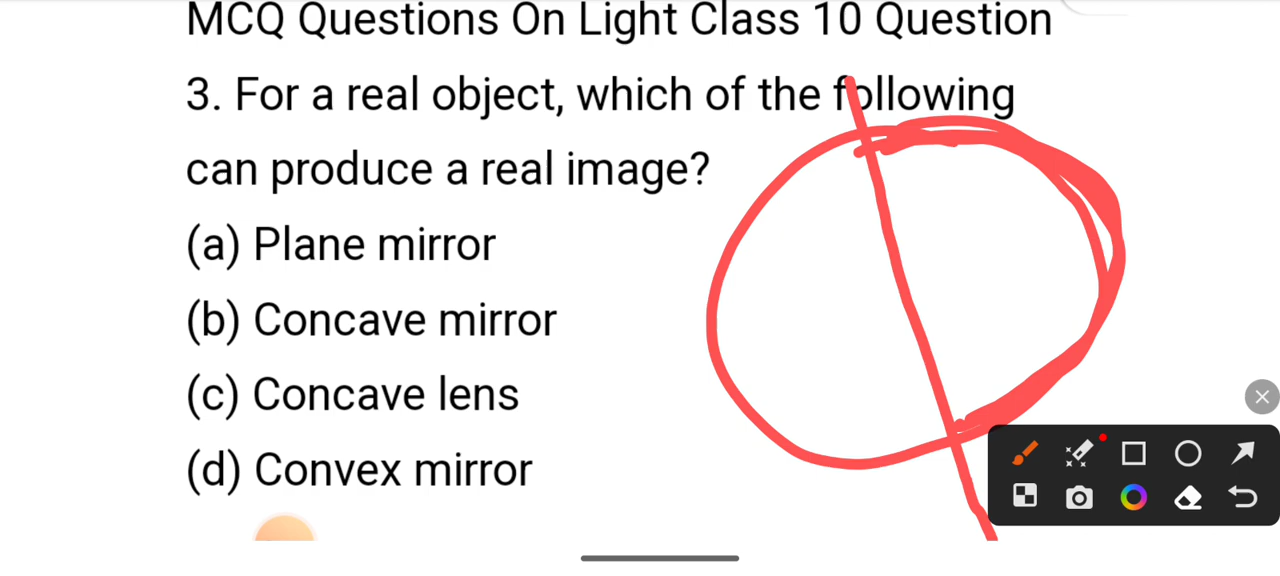 MCQ Questions On Light Class 10 Question
3. For a real object, which of the following
can produce a real image?
(a) Plane mirror
(b) Concave mirror
(c) Concave lens
(d) Convex mirror